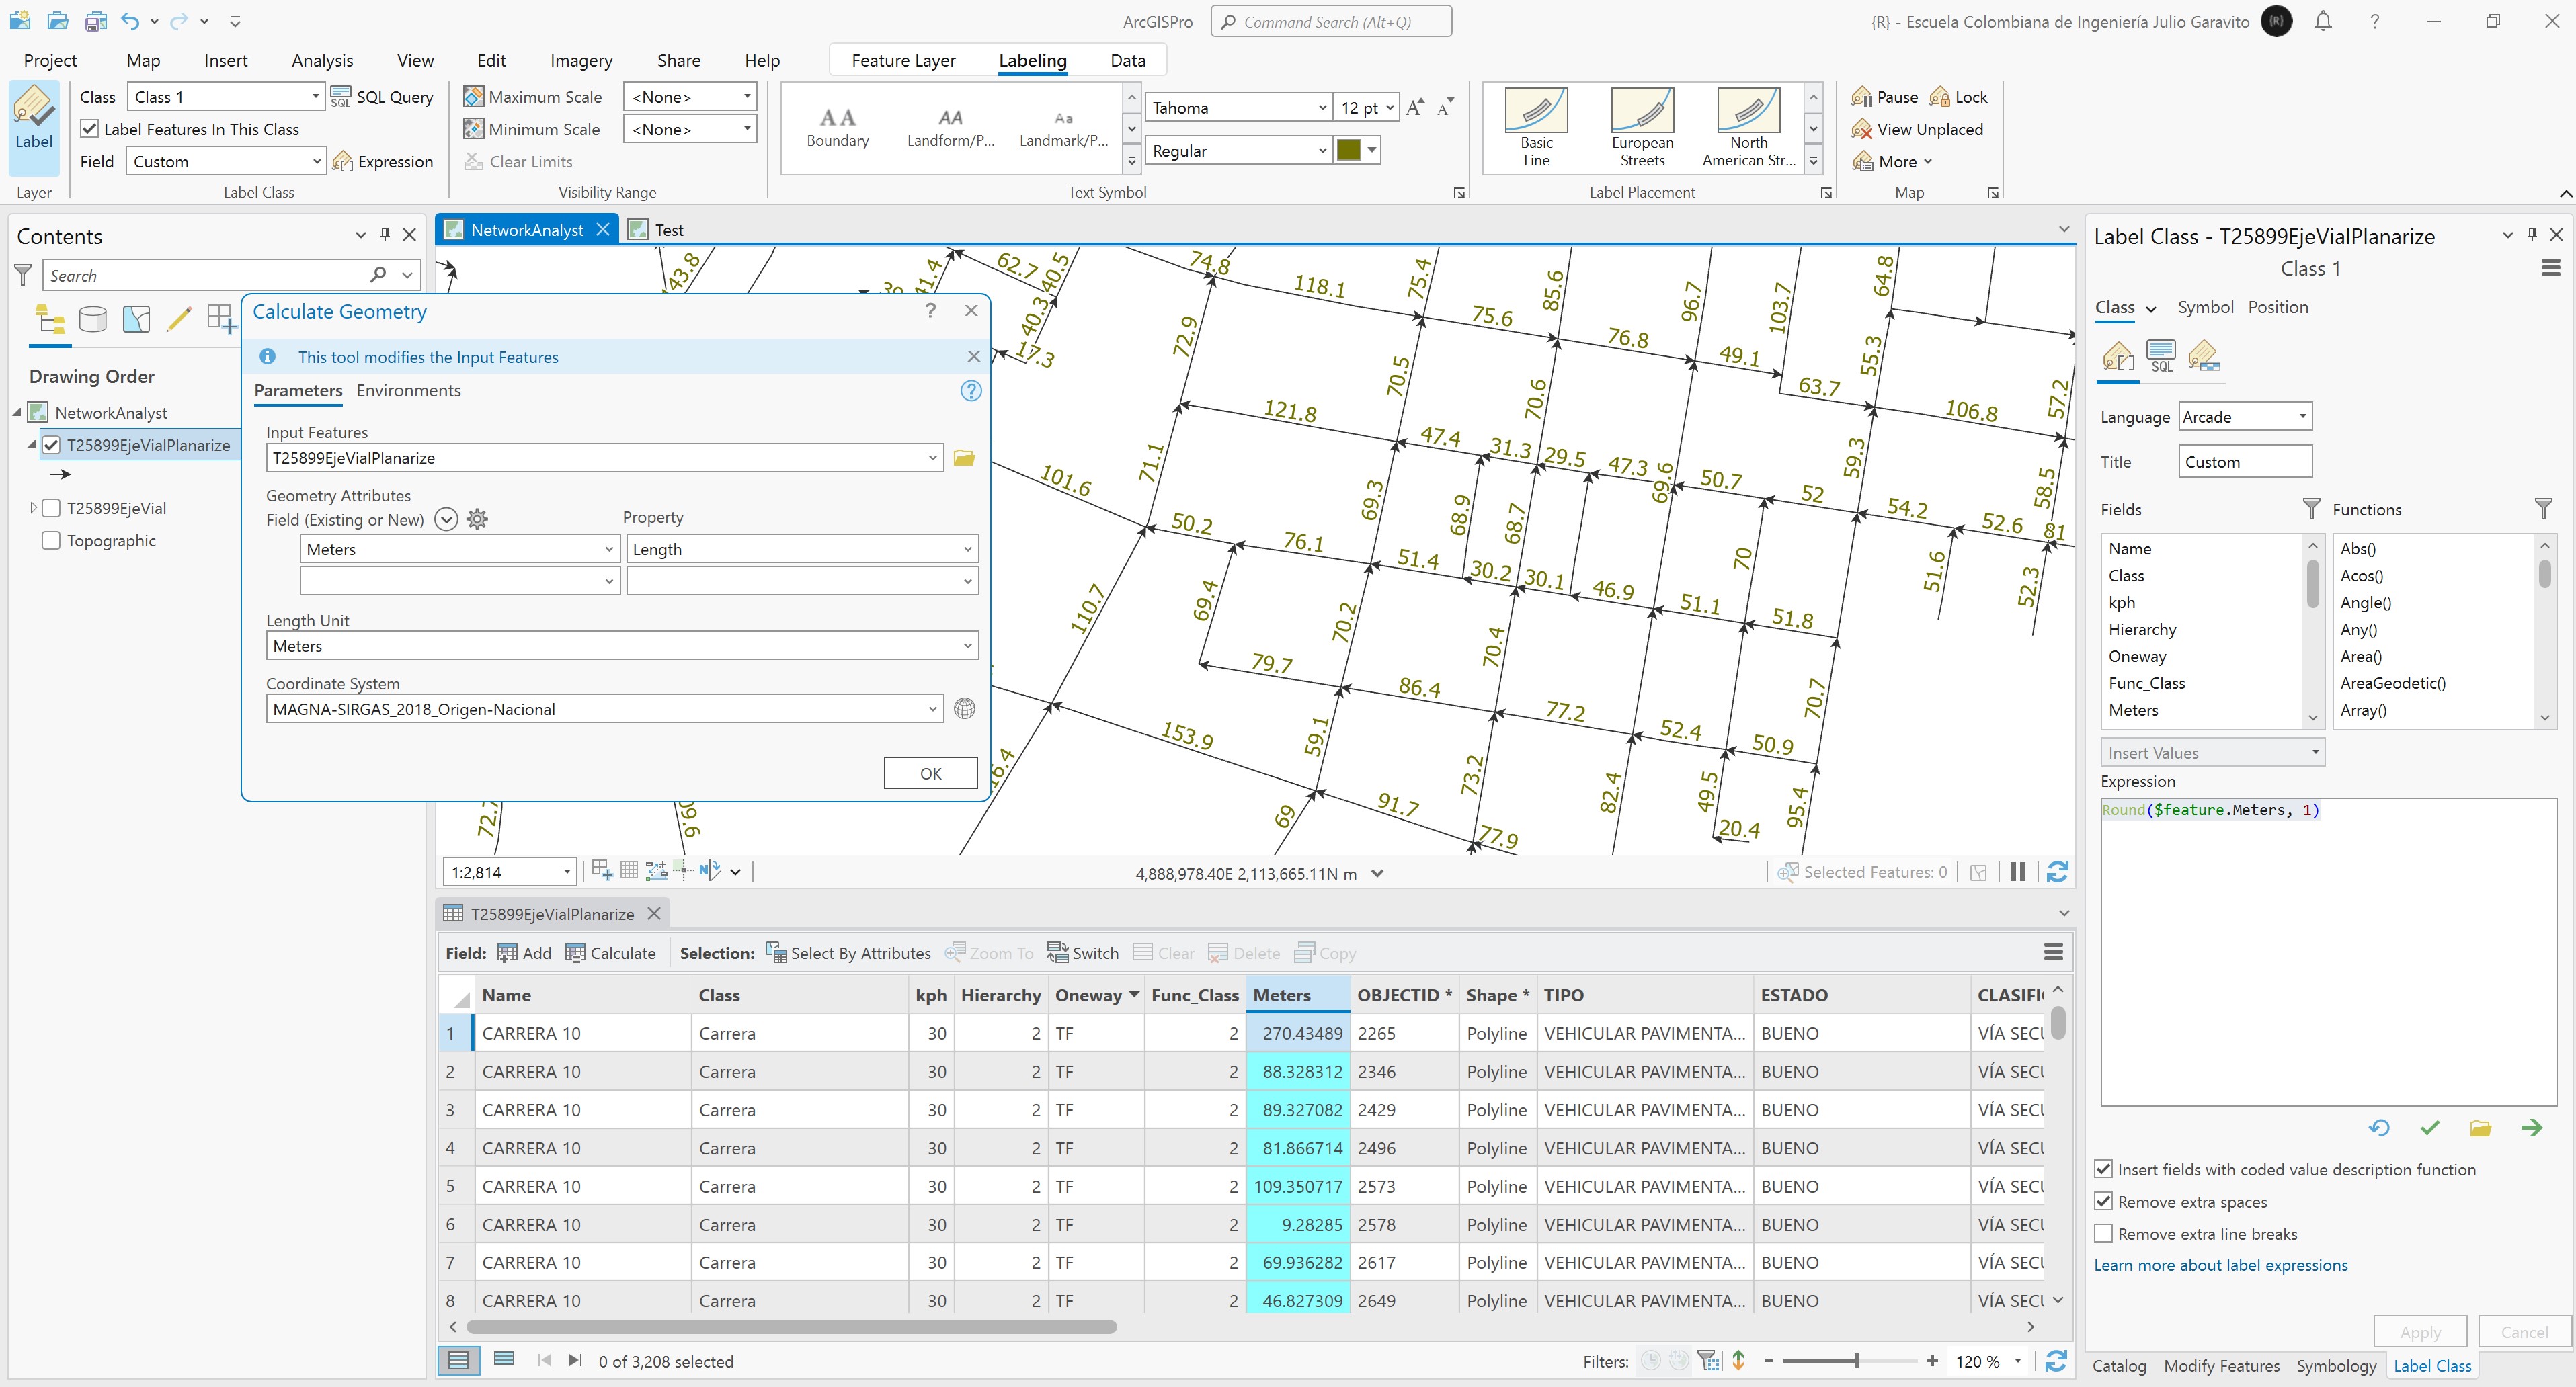 ArcGISPro
Command Search (Alt+Q)
{R} - Escuela Colombiana de Ingeniería Julio Garavito
{R}
Project Map Insert Analysis View Edit Imagery Share Help Feature Layer Labeling Data
Label
Layer
Class Class 1 SQL Query
Label Features In This Class
Field Custom Expression
Label Class
Maximum Scale <None>
Minimum Scale <None>
Clear Limits
Visibility Range
Boundary
Landform/P...
Landmark/P...
Tahoma 12 pt
Regular
Text Symbol
Basic Line
European Streets
North American Str...
Label Placement
Pause Lock
View Unplaced
More
Map
Contents
Search
Drawing Order
NetworkAnalyst
T25899EjeVialPlanarize
T25899EjeVial
Topographic
Calculate Geometry
This tool modifies the Input Features
Parameters Environments
Input Features
T25899EjeVialPlanarize
Geometry Attributes
Field (Existing or New) Property
Meters Length
Length Unit
Meters
Coordinate System
MAGNA-SIRGAS_2018_Origen-Nacional
OK
NetworkAnalyst Test
143.8
41.4
62.7
40.5
40.3
17.3
74.8
118.1
75.4
85.6
96.7
103.7
64.8
72.9
75.6
76.8
49.1
55.3
63.7
57.2
106.8
70.5
70.6
121.8
47.4
31.3
29.5
47.3
69.6
50.7
52
59.3
54.2
52.6
58.5
81
101.6
71.1
69.3
68.9
68.7
50.2
76.1
51.4
30.2
30.1
46.9
51.1
70
51.8
51.6
52.3
110.7
69.4
70.2
70.4
79.7
86.4
77.2
52.4
50.9
70.7
153.9
59.1
73.2
82.4
49.5
95.4
69
91.7
77.9
20.4
1:2,814
4,888,978.40E 2,113,665.11N m
Selected Features: 0
T25899EjeVialPlanarize
Field: Add Calculate Selection: Select By Attributes Zoom To Switch Clear Delete Copy
Name Class kph Hierarchy Oneway Func_Class Meters OBJECTID * Shape * TIPO ESTADO CLASIFI
1 CARRERA 10 Carrera 30 2 TF 2 270.43489 2265 Polyline VEHICULAR PAVIMENTA... BUENO VÍA SECU
2 CARRERA 10 Carrera 30 2 TF 2 88.328312 2346 Polyline VEHICULAR PAVIMENTA... BUENO VÍA SECU
3 CARRERA 10 Carrera 30 2 TF 2 89.327082 2429 Polyline VEHICULAR PAVIMENTA... BUENO VÍA SECU
4 CARRERA 10 Carrera 30 2 TF 2 81.866714 2496 Polyline VEHICULAR PAVIMENTA... BUENO VÍA SECU
5 CARRERA 10 Carrera 30 2 TF 2 109.350717 2573 Polyline VEHICULAR PAVIMENTA... BUENO VÍA SECU
6 CARRERA 10 Carrera 30 2 TF 2 9.28285 2578 Polyline VEHICULAR PAVIMENTA... BUENO VÍA SECU
7 CARRERA 10 Carrera 30 2 TF 2 69.936282 2617 Polyline VEHICULAR PAVIMENTA... BUENO VÍA SECU
8 CARRERA 10 Carrera 30 2 TF 2 46.827309 2649 Polyline VEHICULAR PAVIMENTA... BUENO VÍA SECU
0 of 3,208 selected
Filters:
120 %
Label Class - T25899EjeVialPlanarize
Class 1
Class Symbol Position
SQL
Language Arcade
Title Custom
Fields Functions
Name Abs()
Class Acos()
kph Angle()
Hierarchy Any()
Oneway Area()
Func_Class AreaGeodetic()
Meters Array()
Insert Values
Expression
Round($feature.Meters, 1)
Insert fields with coded value description function
Remove extra spaces
Remove extra line breaks
Learn more about label expressions
Apply Cancel
Catalog Modify Features Symbology Label Class